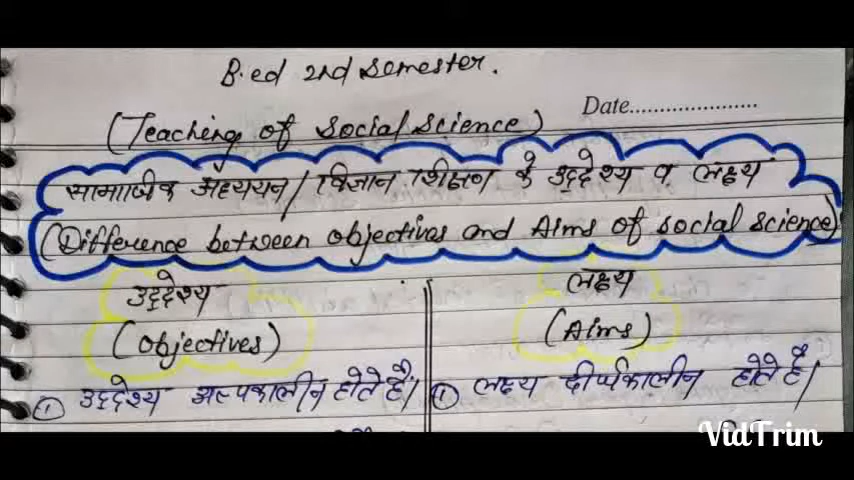 B.ed 2nd Semester.
Date.....................
(Teaching of Social Science)
सामाजिक अध्ययन/विज्ञान शिक्षण के उद्देश्य व लक्ष्य
(Difference between objectives and Aims of social science)
उद्देश्य
(Objectives)
लक्ष्य
(Aims)
① उद्देश्य अल्पकालीन होते है।
① लक्ष्य दीर्घकालीन होते है।
VidTrim